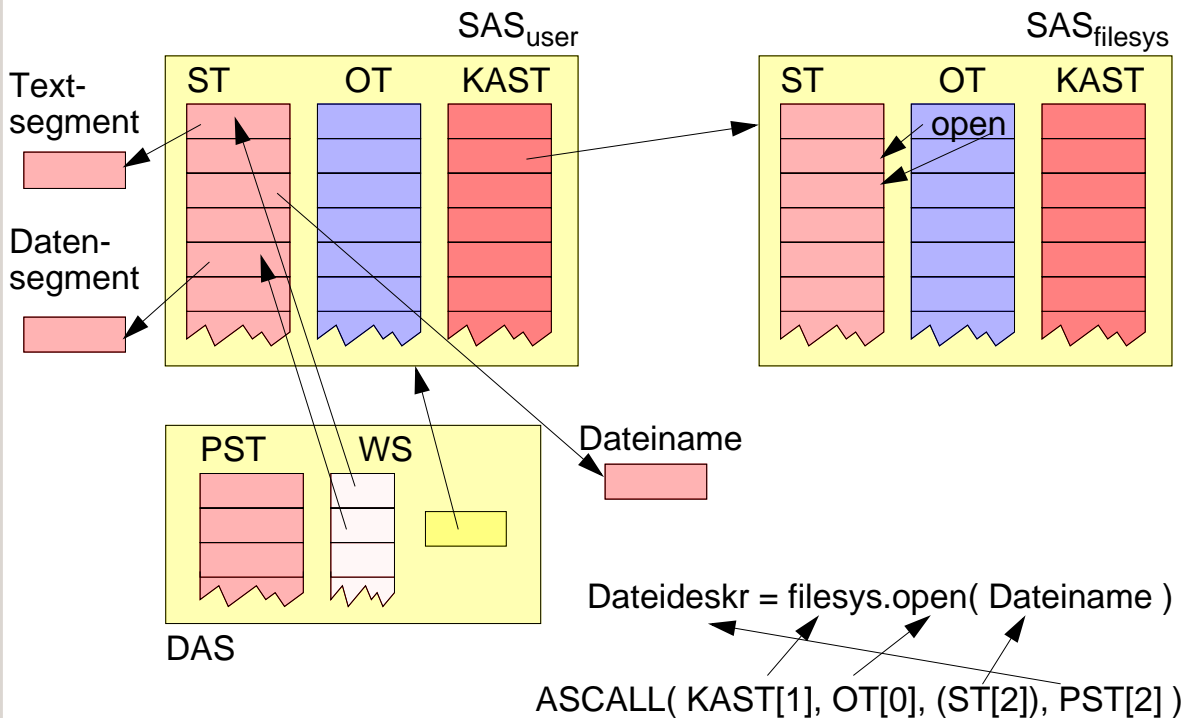 SAS_user
SAS_filesys
ST OT KAST
ST OT KAST
Text-
segment
open
Daten-
segment
PST WS
Dateiname
Dateideskr = filesys.open( Dateiname )
DAS
ASCALL( KAST[1], OT[0], (ST[2]), PST[2] )